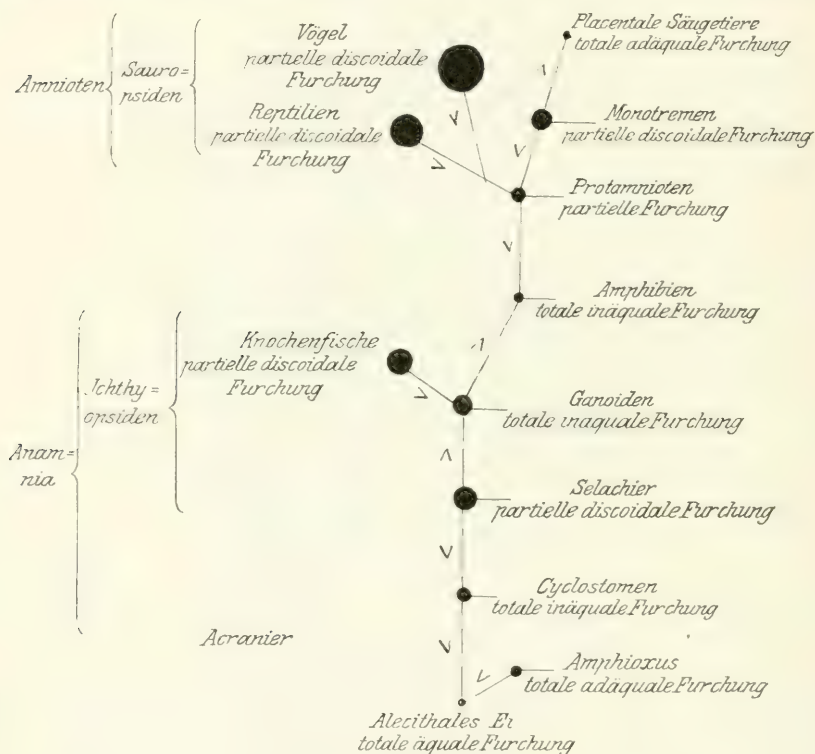 Vögel
partielle discoidale
Furchung
Placentale Säugetiere
totale adäquale Furchung
Amnioten
Sauro=
psiden
Reptilien
partielle discoidale
Furchung
Monotremen
partielle discoidale Furchung
Protamnioten
partielle Furchung
Amphibien
totale inäquale Furchung
Knochenfische
partielle discoidale
Furchung
Ichthy=
opsiden
Ganoiden
totale inaquale Furchung
Anam=
nia
Selachier
partielle discoidale Furchung
Cyclostomen
totale inäquale Furchung
Acranier
Amphioxus
totale adäquale Furchung
Alecithales Ei
totale äquale Furchung